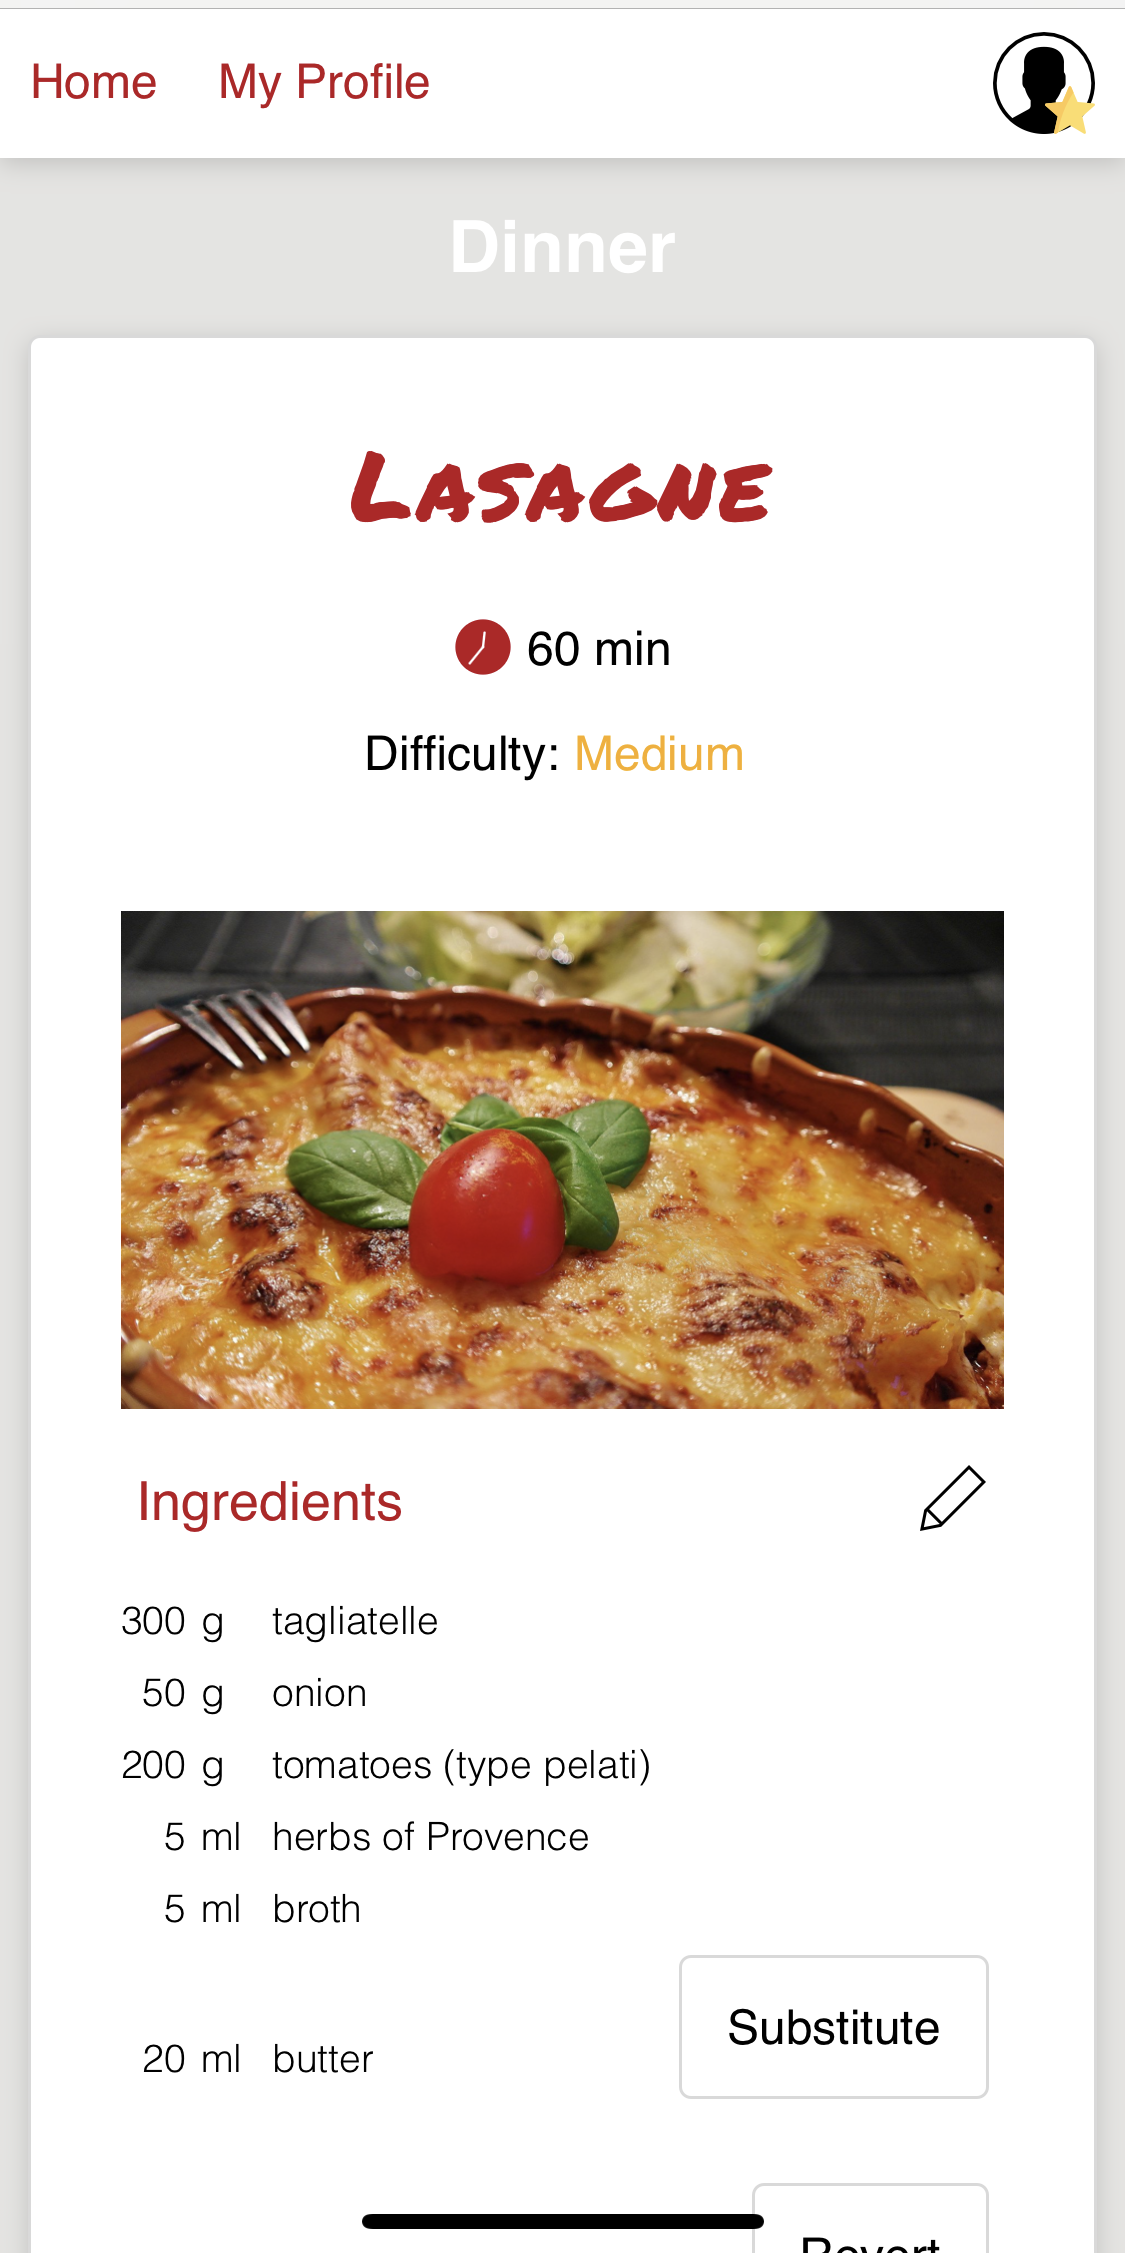 Home My Profile
Dinner
LASAGNE
60 min
Difficulty: Medium
Ingredients
300 g tagliatelle
50 g onion
200 g tomatoes (type pelati)
5 ml herbs of Provence
5 ml broth
Substitute
20 ml butter
Revert